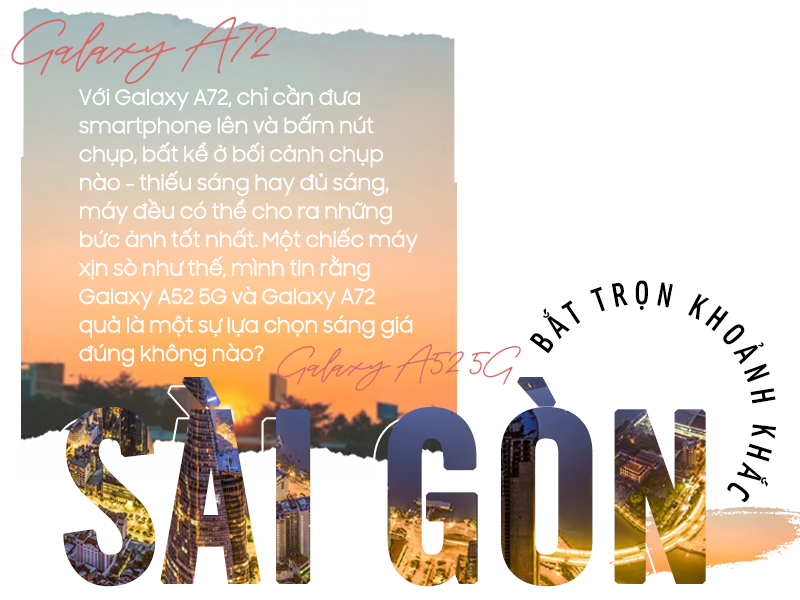 Galaxy A72
Với Galaxy A72, chỉ cần đưa
smartphone lên và bấm nút
chụp, bất kể ở bối cảnh chụp
nào - thiếu sáng hay đủ sáng,
máy đều có thể cho ra những
bức ảnh tốt nhất. Một chiếc máy
xịn sò như thế, mình tin rằng
Galaxy A52 5G và Galaxy A72
quả là một sự lựa chọn sáng giá
đúng không nào?
Galaxy A52 5G
BẮT TRỌN KHOẢNH KHẮC
SÀI GÒN